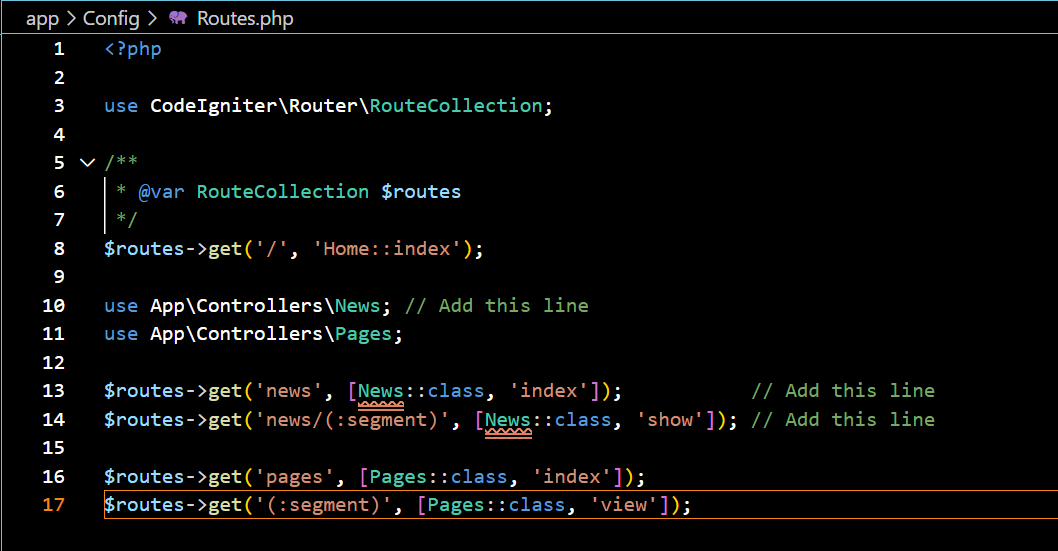 app > Config > Routes.php
1 <?php
2
3 use CodeIgniter\Router\RouteCollection;
4
5 /**
6  * @var RouteCollection $routes
7  */
8 $routes->get('/', 'Home::index');
9
10 use App\Controllers\News; // Add this line
11 use App\Controllers\Pages;
12
13 $routes->get('news', [News::class, 'index']);           // Add this line
14 $routes->get('news/(:segment)', [News::class, 'show']); // Add this line
15
16 $routes->get('pages', [Pages::class, 'index']);
17 $routes->get('(:segment)', [Pages::class, 'view']);